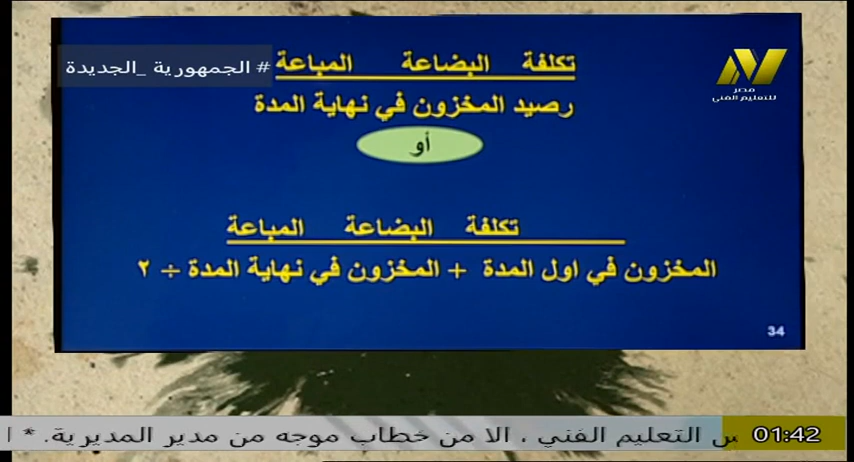 تكلفة البضاعة المباعة
# الجمهورية _الجديدة
مصر
للتعليم الفنى
رصيد المخزون في نهاية المدة
أو
تكلفة البضاعة المباعة
المخزون في اول المدة + المخزون في نهاية المدة ÷ ٢
34
التعليم الفني ، الا من خطاب موجه من مدير المديرية. *
01:42